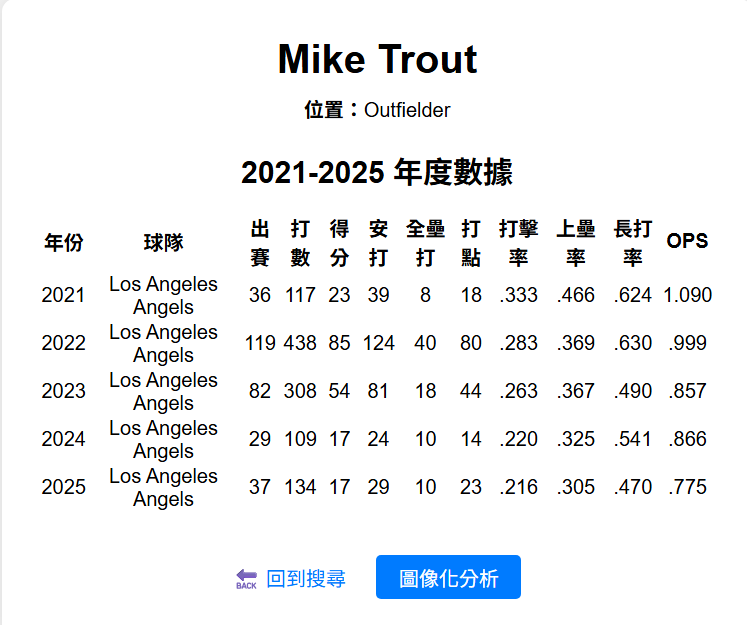 Mike Trout
位置：Outfielder
2021-2025 年度數據
年份 球隊 出賽 打數 得分 安打 全壘打 打點 打擊率 上壘率 長打率 OPS
2021 Los Angeles Angels 36 117 23 39 8 18 .333 .466 .624 1.090
2022 Los Angeles Angels 119 438 85 124 40 80 .283 .369 .630 .999
2023 Los Angeles Angels 82 308 54 81 18 44 .263 .367 .490 .857
2024 Los Angeles Angels 29 109 17 24 10 14 .220 .325 .541 .866
2025 Los Angeles Angels 37 134 17 29 10 23 .216 .305 .470 .775
BACK 回到搜尋 圖像化分析